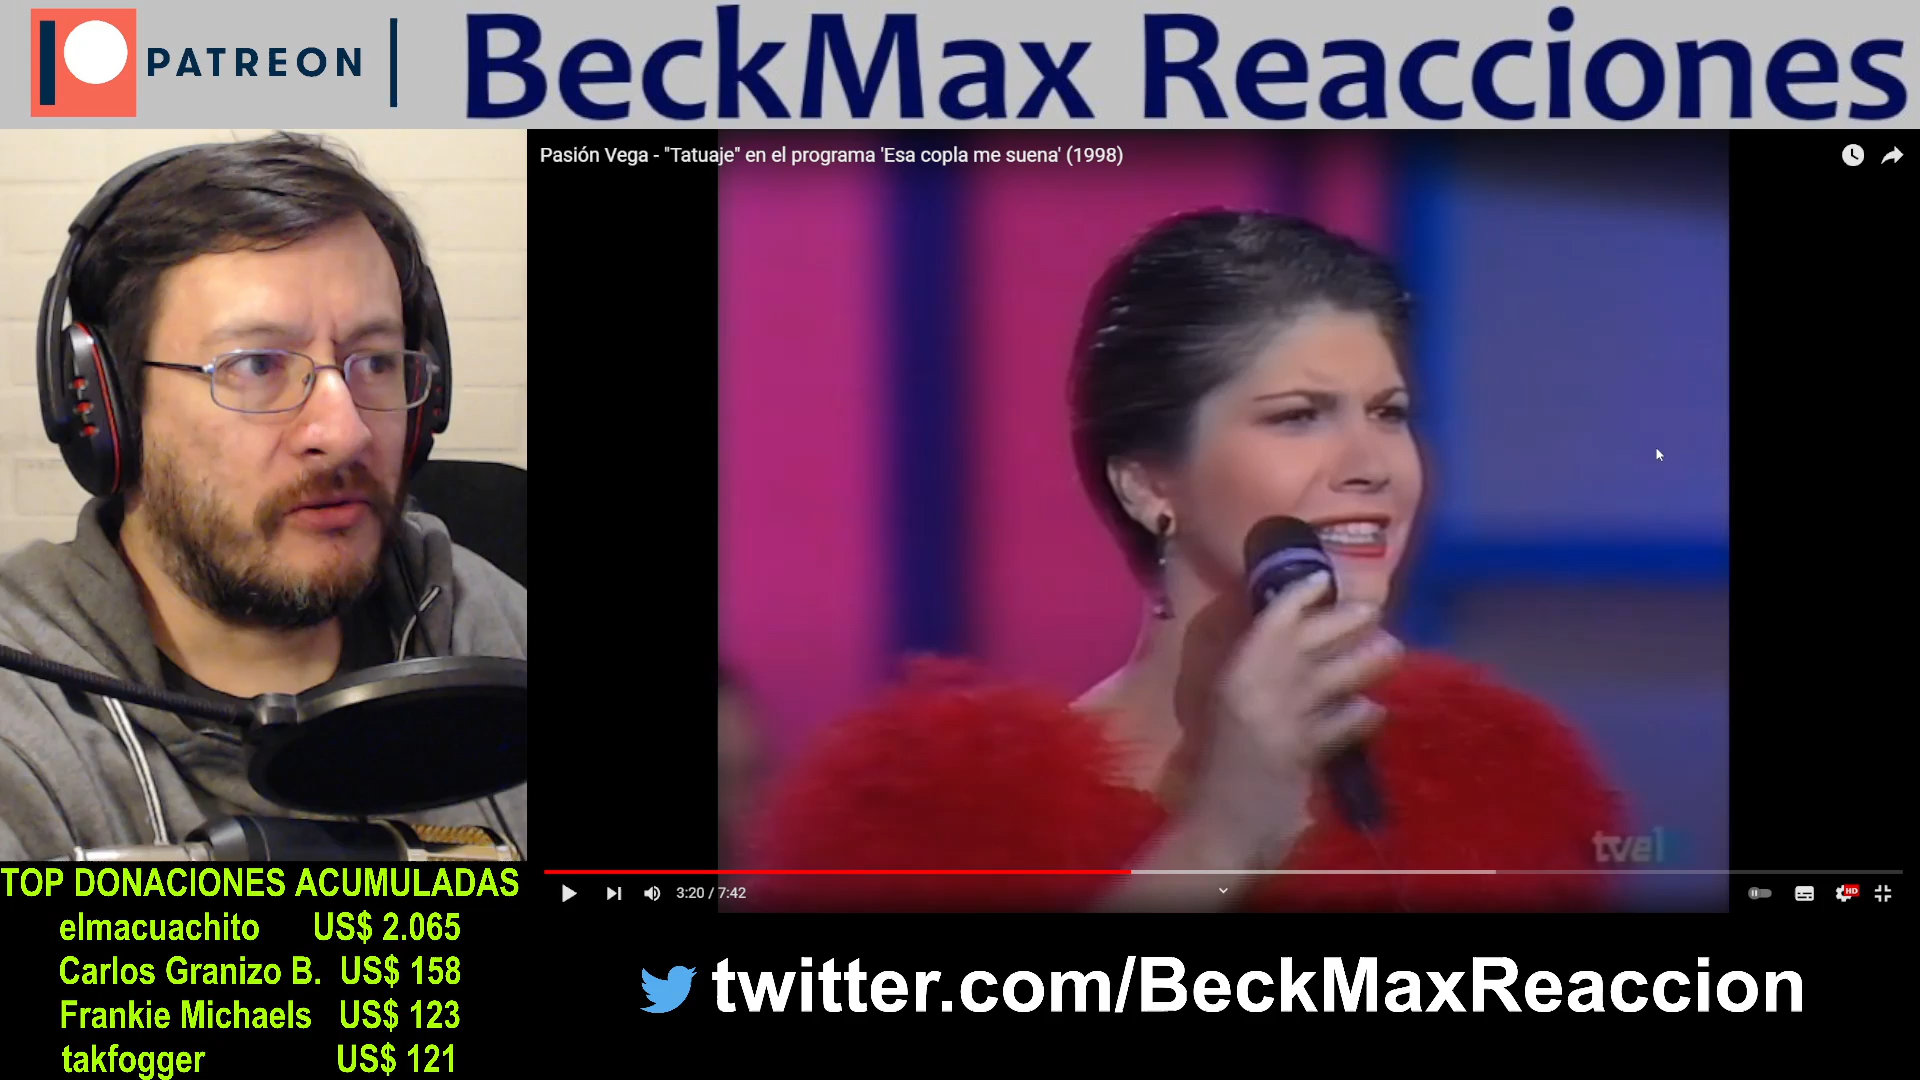 PATREON
BeckMax Reacciones
Pasión Vega - "Tatuaje" en el programa 'Esa copla me suena' (1998)
tve1
3:20 / 7:42
HD
TOP DONACIONES ACUMULADAS
elmacuachito US$ 2.065
Carlos Granizo B. US$ 158
Frankie Michaels US$ 123
takfogger US$ 121
twitter.com/BeckMaxReaccion